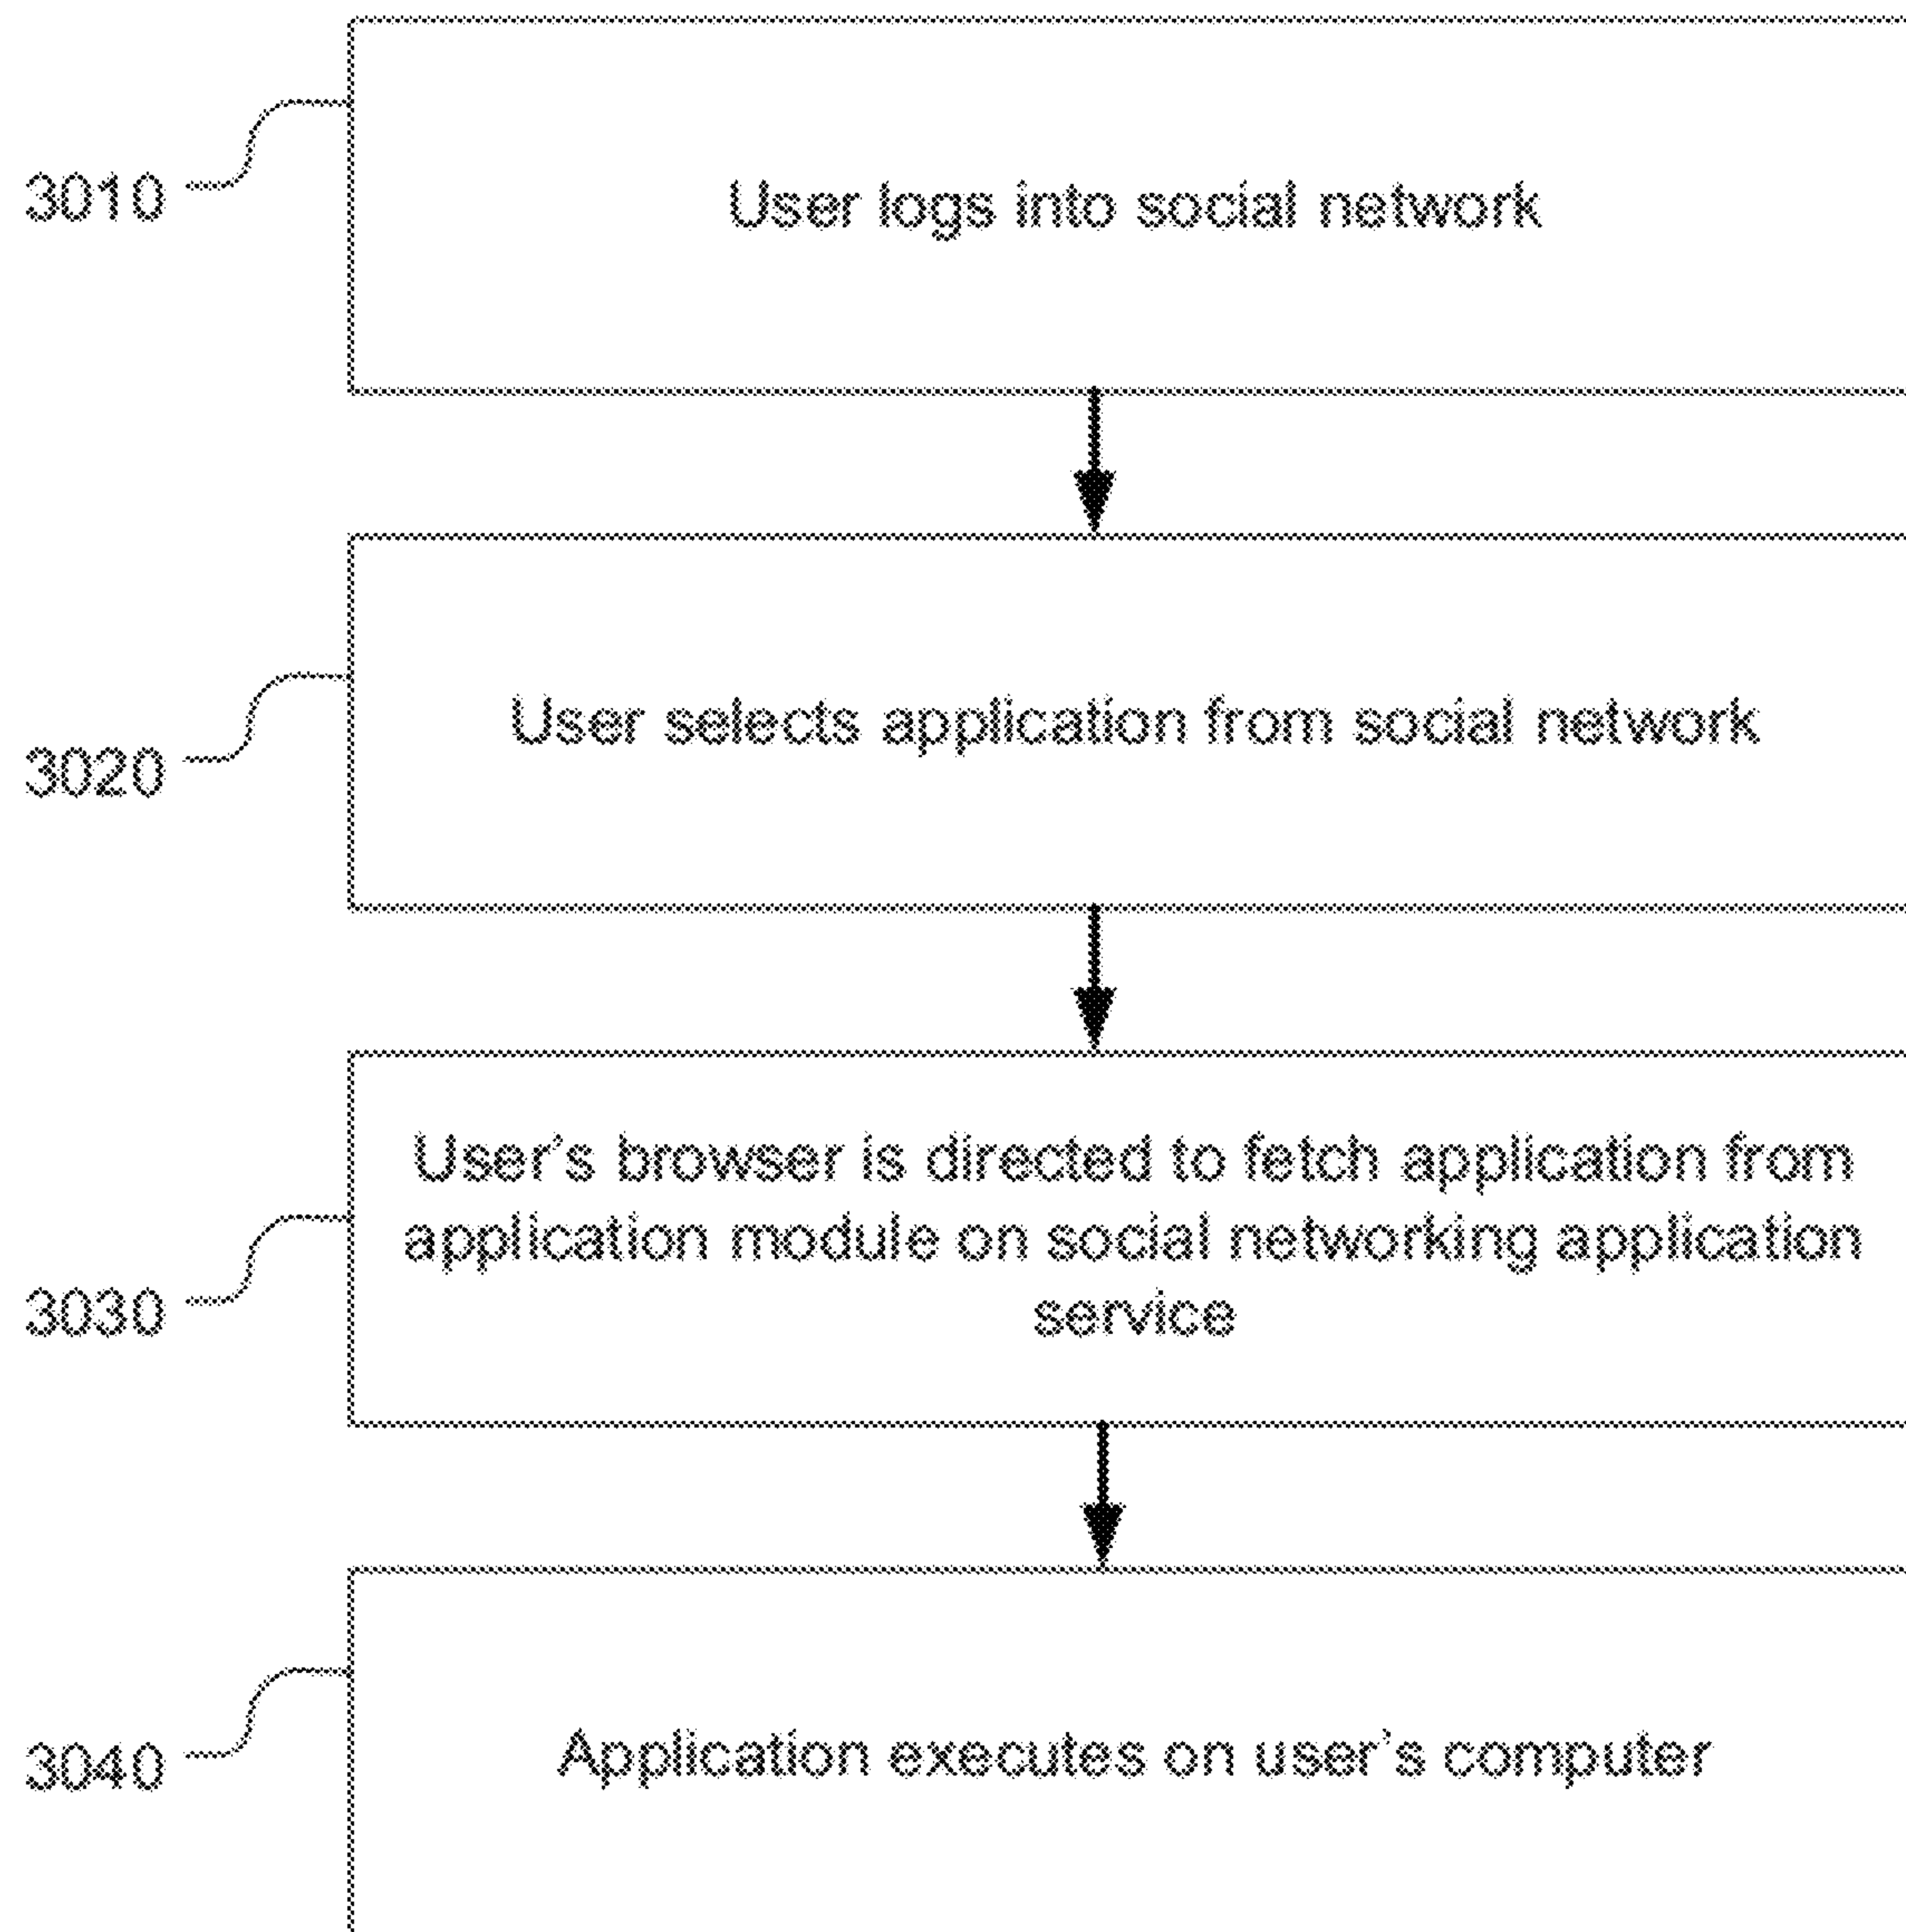 3010
User logs into social network
3020
User selects application from social network
User's browser is directed to fetch application from
application module on social networking application
service
3030
3040
Application executes on user's computer